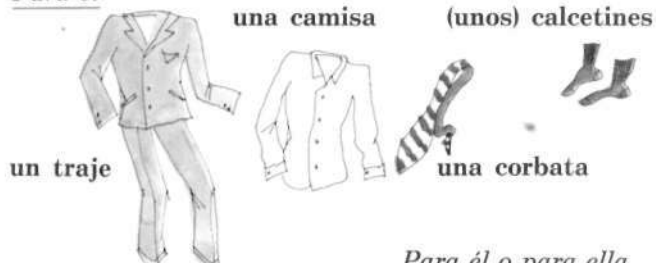 una camisa (unos) calcetines
un traje
una corbata
Para él o para ella